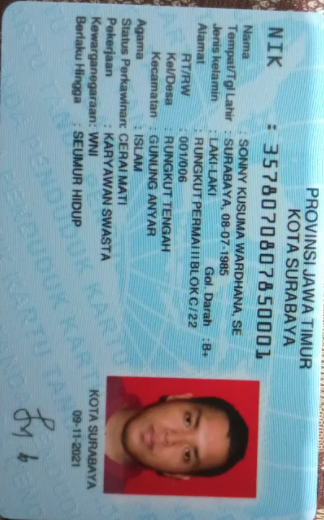 PROVINSI JAWA TIMUR
KOTA SURABAYA
NIK : 3578070807850001
Nama : SONNY KUSUMA WARDHANA, SE
Tempat/Tgl Lahir : SURABAYA, 08-07-1985
Jenis kelamin : LAKI-LAKI Gol. Darah : B+
Alamat : RUNGKUT PERMAI II BLOK C/22
RT/RW : 001/006
Kel/Desa : RUNGKUT TENGAH
Kecamatan : GUNUNG ANYAR
Agama : ISLAM
Status Perkawinan: CERAI MATI
Pekerjaan : KARYAWAN SWASTA
Kewarganegaraan: WNI
Berlaku Hingga : SEUMUR HIDUP
KOTA SURABAYA
09-11-2021